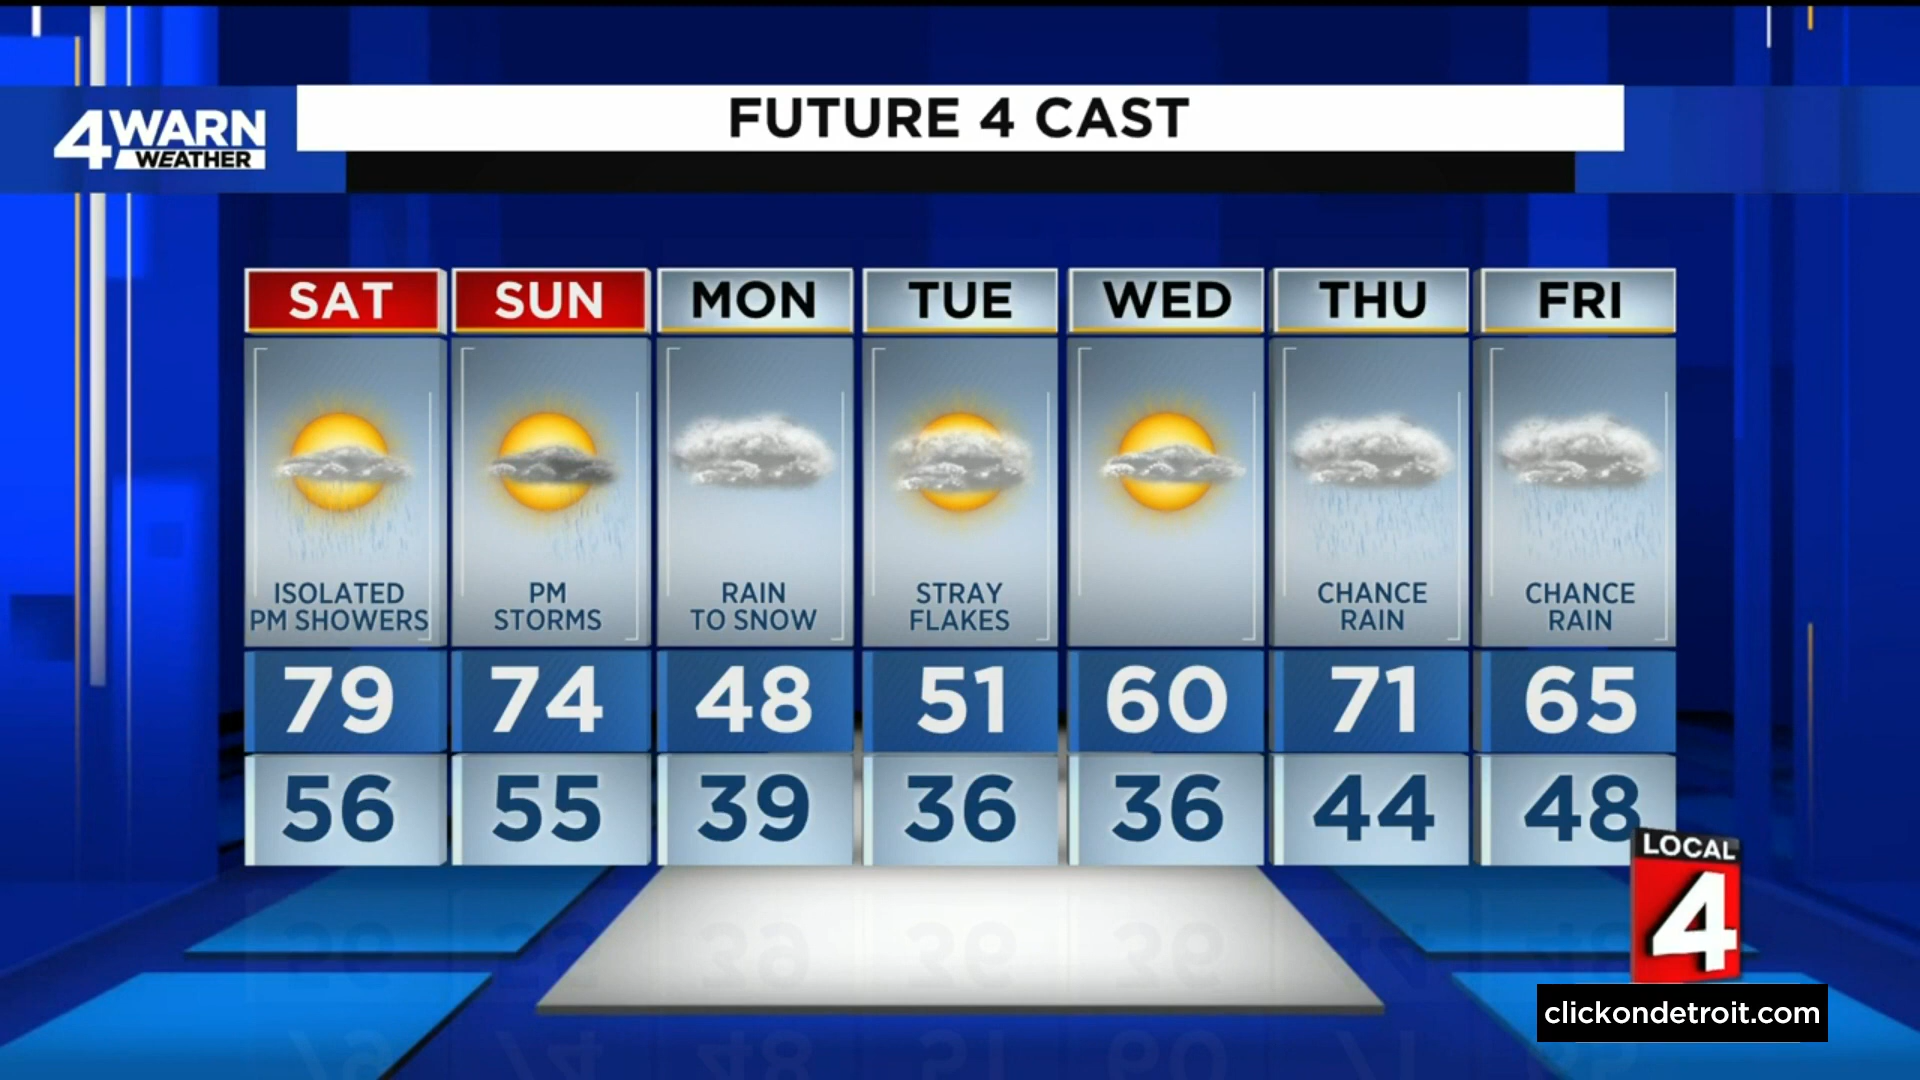 4 WARN
WEATHER
FUTURE 4 CAST
SAT SUN MON TUE WED THU FRI
ISOLATED
PM SHOWERS
PM
STORMS
RAIN
TO SNOW
STRAY
FLAKES
CHANCE
RAIN
CHANCE
RAIN
79 74 48 51 60 71 65
56 55 39 36 36 44 48
LOCAL
4
clickondetroit.com